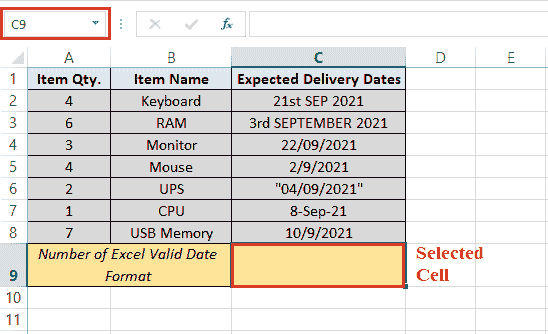 C9 fx
A B C D E
1 Item Qty. Item Name Expected Delivery Dates
2 4 Keyboard 21st SEP 2021
3 6 RAM 3rd SEPTEMBER 2021
4 3 Monitor 22/09/2021
5 4 Mouse 2/9/2021
6 2 UPS "04/09/2021"
7 1 CPU 8-Sep-21
8 7 USB Memory 10/9/2021
9 Number of Excel Valid Date
Format
Selected
Cell
10
11